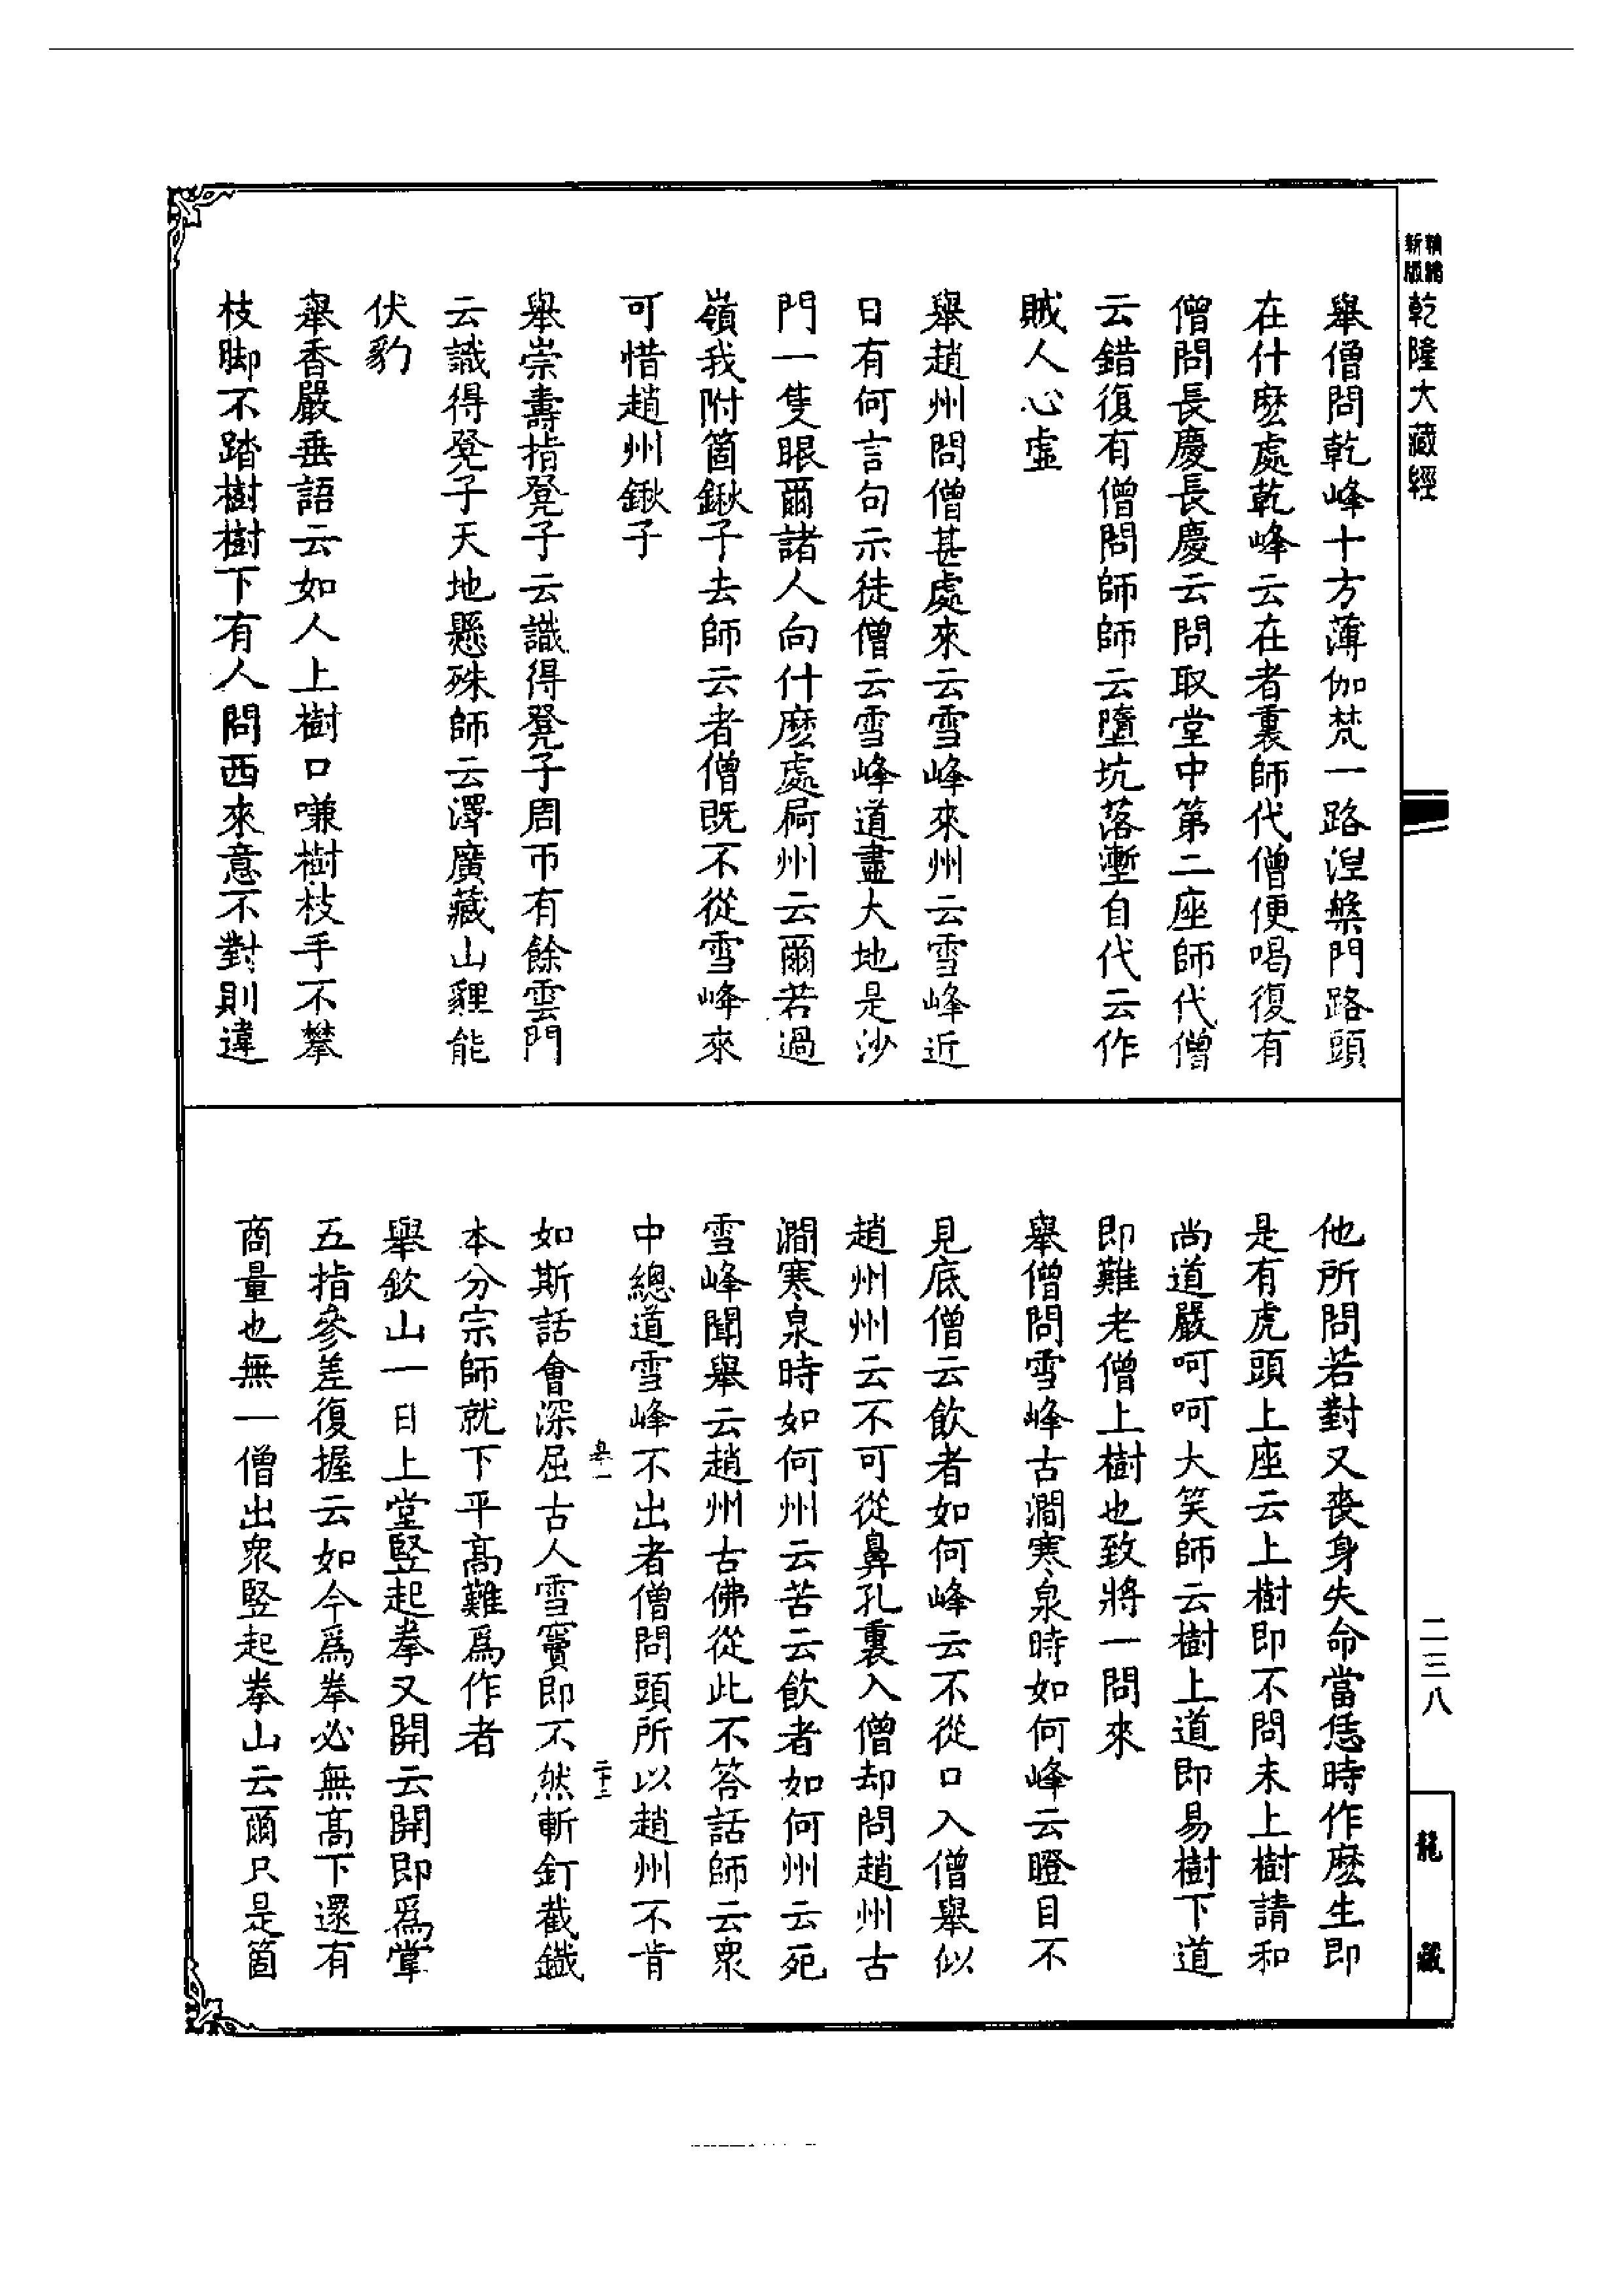 乾隆大藏經
舉僧問乾峰十方薄伽梵一路涅槃門路頭
在什麽處乾峰云在者裏師代僧便喝復有
僧問長慶長慶云問取堂中第二座師代僧
云錯復有僧問師師云墮坑落壍自代云作
賊人心虛
舉趙州問僧甚處來云雪峰來州云雪峰近
日有何言句示徒僧云雪峰道盡大地是沙
門一隻眼爾諸人向什麽處屙州云爾若過
嶺我附箇鍬子去師云者僧既不從雪峰來
可惜趙州鍬子
舉崇壽指凳子云識得凳子周帀有餘雲門
云識得凳子天地懸殊師云澤廣藏山貍能
伏豹
舉香嚴垂語云如人上樹口嗛樹枝手不攀
枝脚不踏樹樹下有人問西來意不對則違
他所問若對又喪身失命當恁時作麽生即
是有虎頭上座云上樹即不問未上樹請和
尚道嚴呵呵大笑師云樹上道即易樹下道
即難老僧上樹也致將一問來
舉僧問雪峰古澗寒泉時如何峰云瞪目不
見底僧云飲者如何峰云不從口入僧舉似
趙州州云不可從鼻孔裏入僧却問趙州古
澗寒泉時如何州云苦云飲者如何州云死
雪峰聞舉云趙州古佛從此不答話師云眾
中總道雪峰不出者僧問頭所以趙州不肯
如斯話會深屈古人雪竇即不然斬釘截鐵
本分宗師就下平高難爲作者
舉欽山一日上堂竪起拳又開云開即爲掌
五指參差復握云如今爲拳必無高下還有
商量也無一僧出眾竪起拳山云爾只是箇
二三八
龍藏
二十二